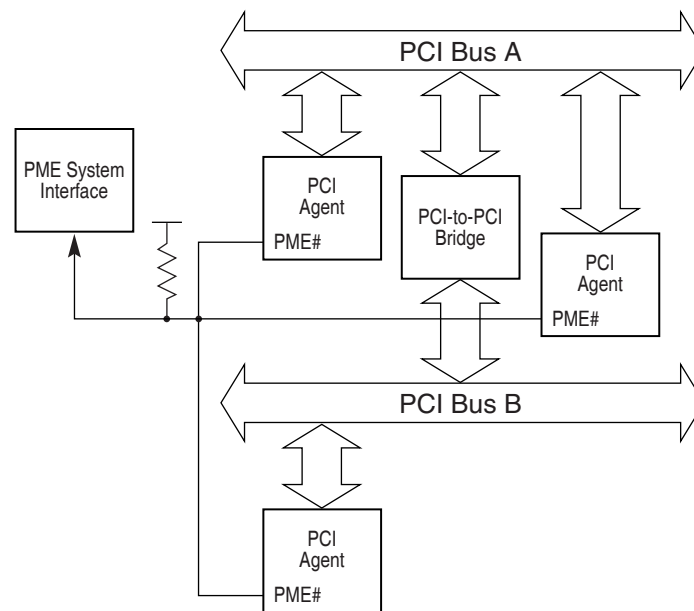 PCI Bus A
PME System
Interface
PCI
Agent
PME#
PCI-to-PCI
Bridge
PCI
Agent
PME#
PCI Bus B
PCI
Agent
PME#